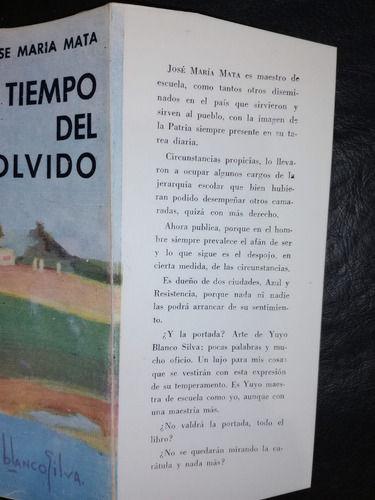 SE MARIA MATA
TIEMPO
DEL
OLVIDO
blancosilva.
JOSÉ MARÍA MATA es maestro de
escuela, como tantos otros disemi-
nados en el país que sirvieron y
sirven al pueblo, con la imagen de
la Patria siempre presente en su ta-
rea diaria.
Circunstancias propicias, lo lleva-
ron a ocupar algunos cargos de la
jerarquía escolar que bien hubie-
ran podido desempeñar otros cama-
radas, quizá con más derecho.
Ahora publica, porque en el hom-
bre siempre prevalece el afán de ser
y lo que sigue es el despojo, en
cierta medida, de las circunstancias.
Es dueño de dos ciudades, Azul y
Resistencia, porque nada ni nadie
las podrá arrancar de su sentimien-
to.
¿Y la portada? Arte de Yuyo
Blanco Silva; pocas palabras y mu-
cho oficio. Un lujo para mis cosas
que se vestirán con esta expresión
de su temperamento. Es Yuyo maes-
tra de escuela como yo, aunque con
una maestría más.
¿No valdrá la portada, todo el
libro?
¿No se quedarán mirando la ca-
rátula y nada más?